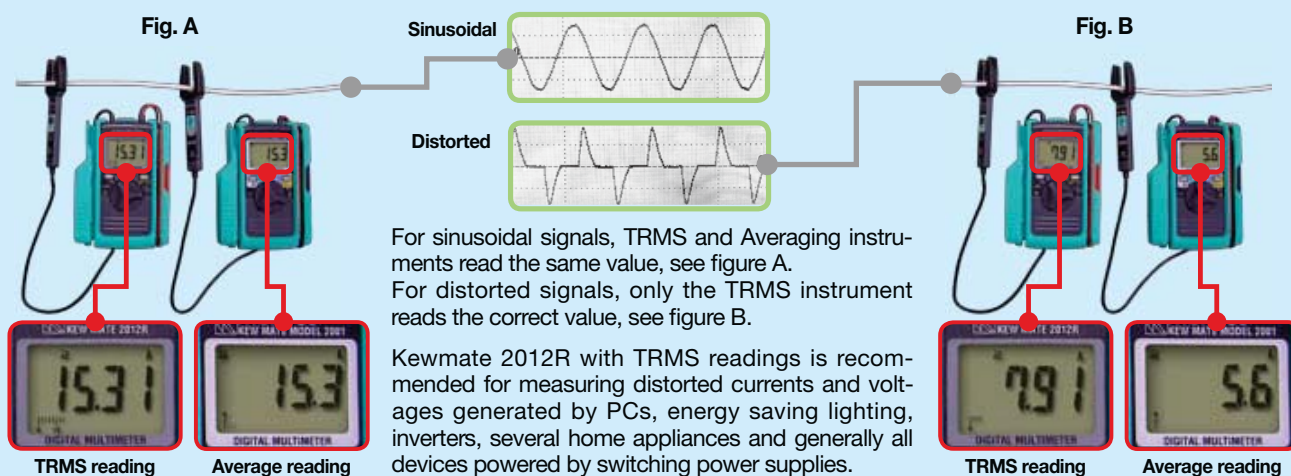 Fig. A
Sinusoidal
Distorted
Fig. B
15.31
15.3
7.91
5.6
For sinusoidal signals, TRMS and Averaging instru-
ments read the same value, see figure A.
For distorted signals, only the TRMS instrument
reads the correct value, see figure B.
Kewmate 2012R with TRMS readings is recom-
mended for measuring distorted currents and volt-
ages generated by PCs, energy saving lighting,
inverters, several home appliances and generally all
devices powered by switching power supplies.
KEW MATE 2012R
15.31
DIGITAL MULTIMETER
TRMS reading
KEW MATE MODEL 2001
15.3
DIGITAL MULTIMETER
Average reading
KEW MATE 2012R
7.91
DIGITAL MULTIMETER
TRMS reading
KEW MATE MODEL 2001
5.6
DIGITAL MULTIMETER
Average reading